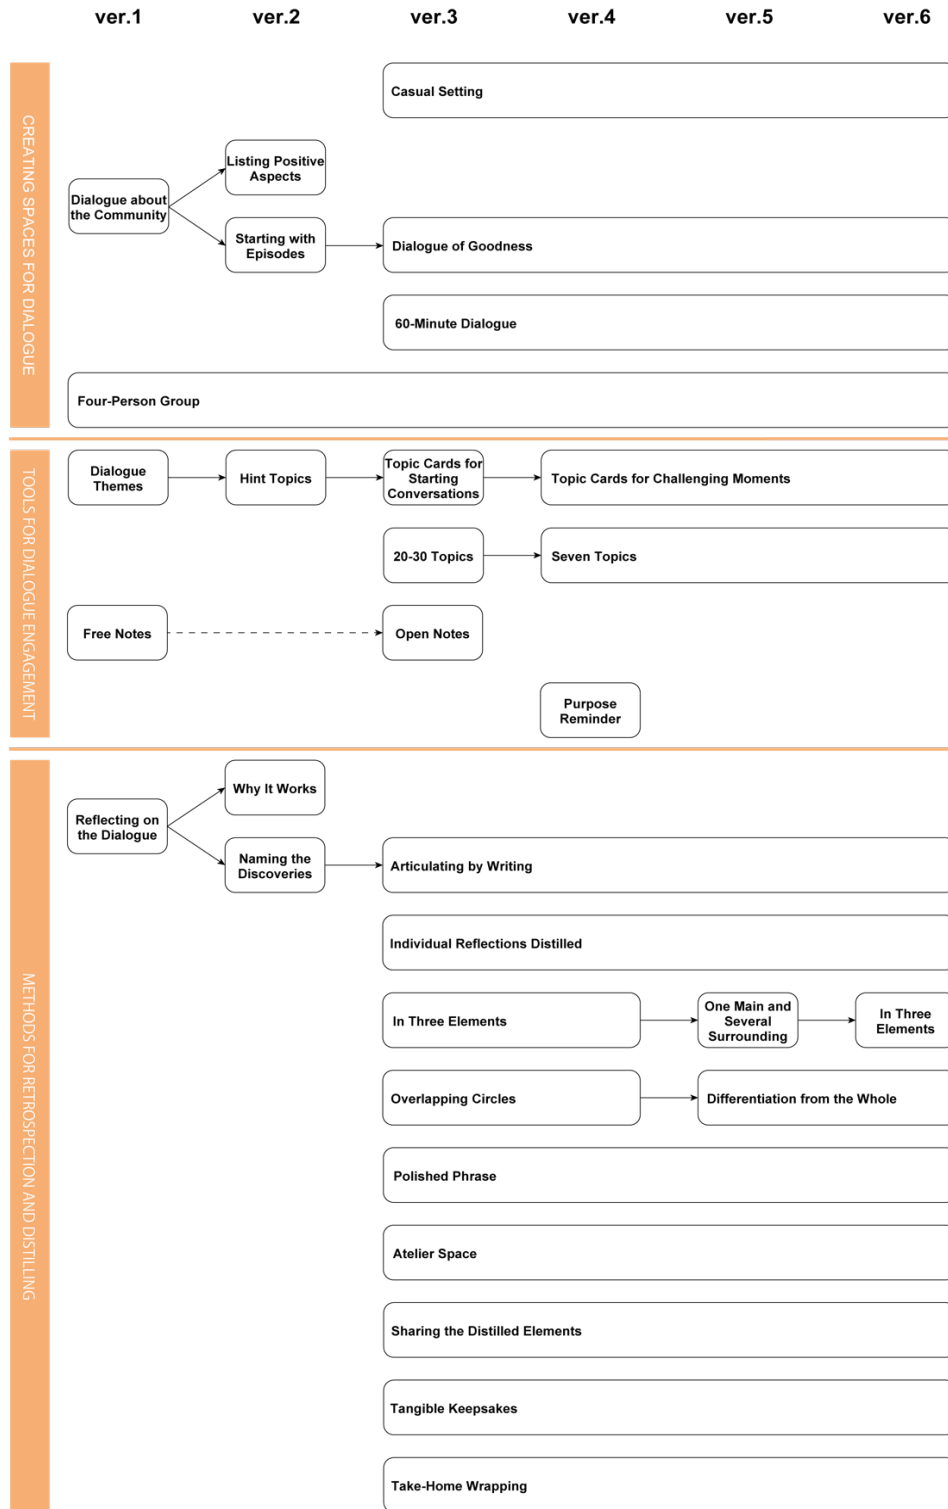 ver.1 ver.2 ver.3 ver.4 ver.5 ver.6
CREATING SPACES FOR DIALOGUE
Casual Setting
Listing Positive
Aspects
Dialogue about
the Community
Starting with
Episodes
Dialogue of Goodness
60-Minute Dialogue
Four-Person Group
TOOLS FOR DIALOGUE ENGAGEMENT
Dialogue
Themes
Hint Topics
Topic Cards for
Starting
Conversations
Topic Cards for Challenging Moments
20-30 Topics
Seven Topics
Free Notes
Open Notes
Purpose
Reminder
METHODS FOR RETROSPECTION AND DISTILLING
Why It Works
Reflecting on
the Dialogue
Naming the
Discoveries
Articulating by Writing
Individual Reflections Distilled
In Three Elements
One Main and
Several
Surrounding
In Three
Elements
Overlapping Circles
Differentiation from the Whole
Polished Phrase
Atelier Space
Sharing the Distilled Elements
Tangible Keepsakes
Take-Home Wrapping